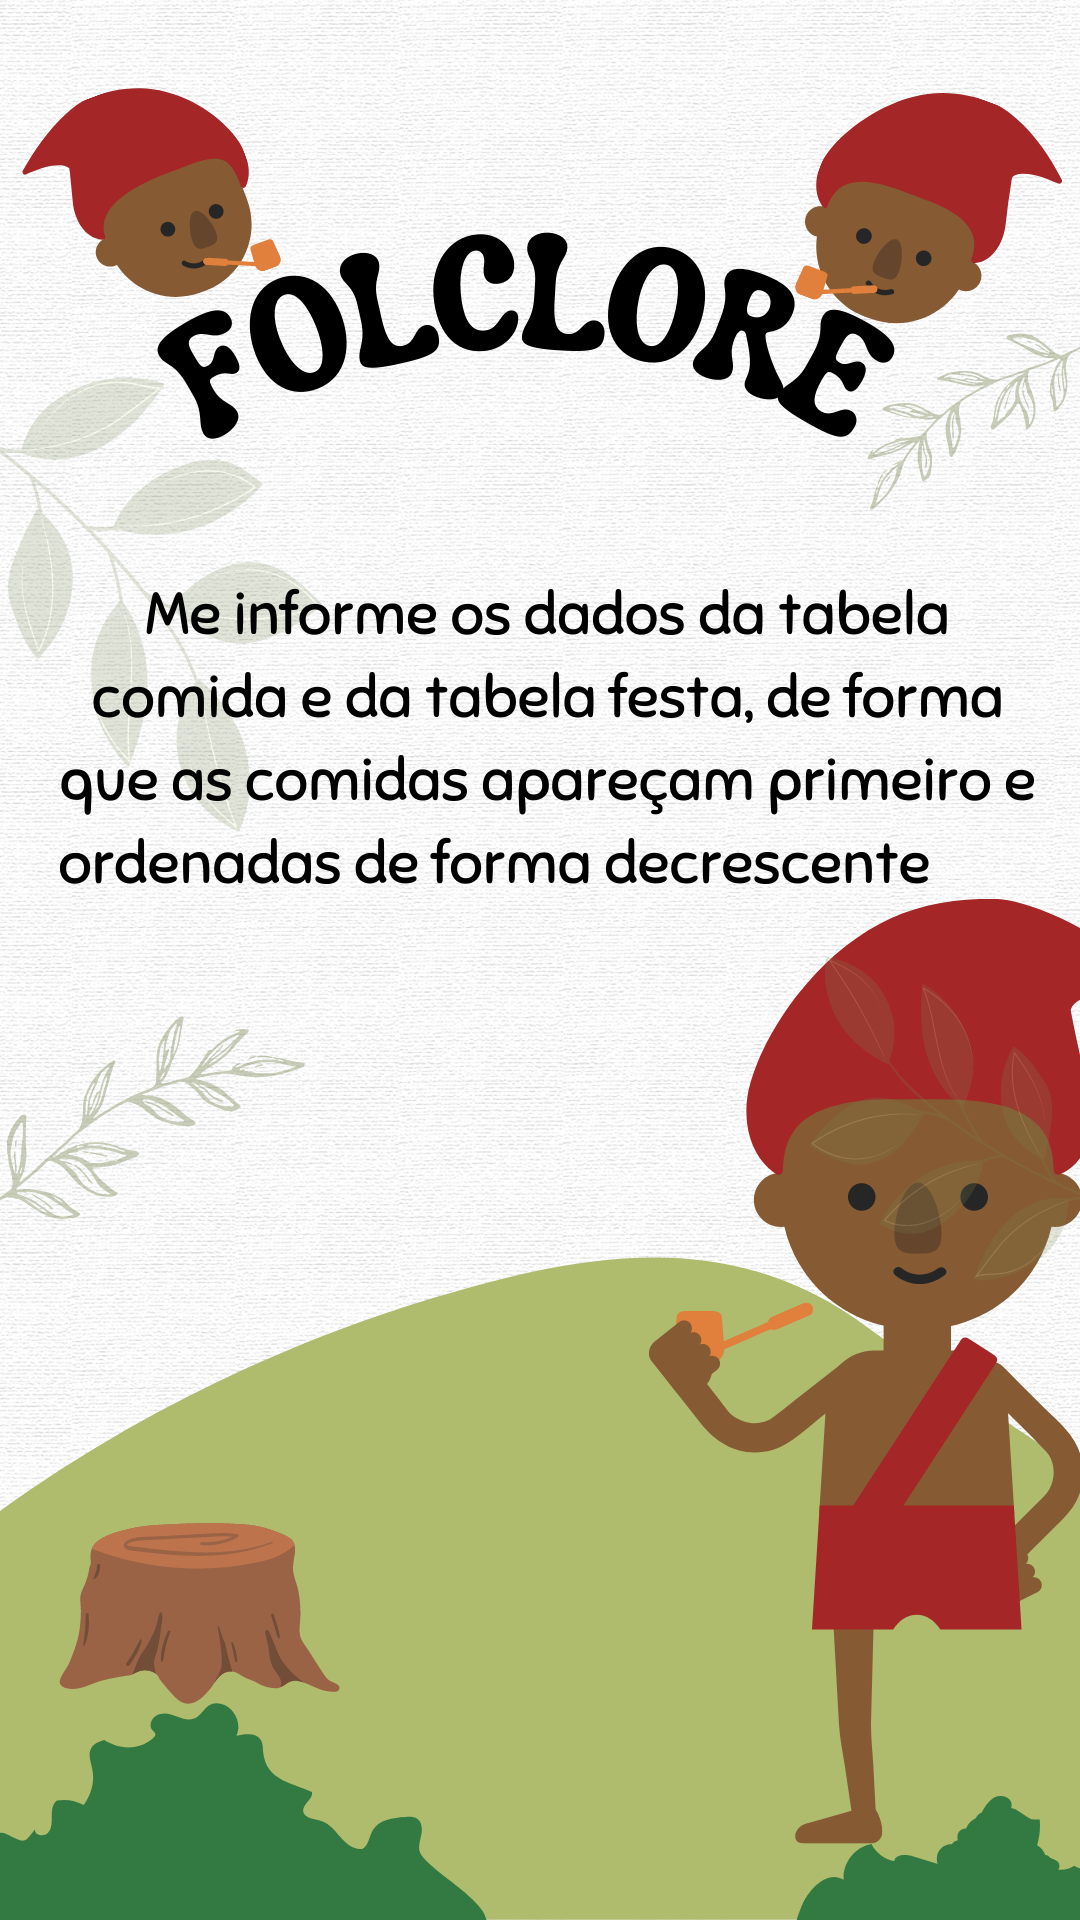 FOLCLORE
Me informe os dados da tabela
comida e da tabela festa, de forma
que as comidas apareçam primeiro e
ordenadas de forma decrescente